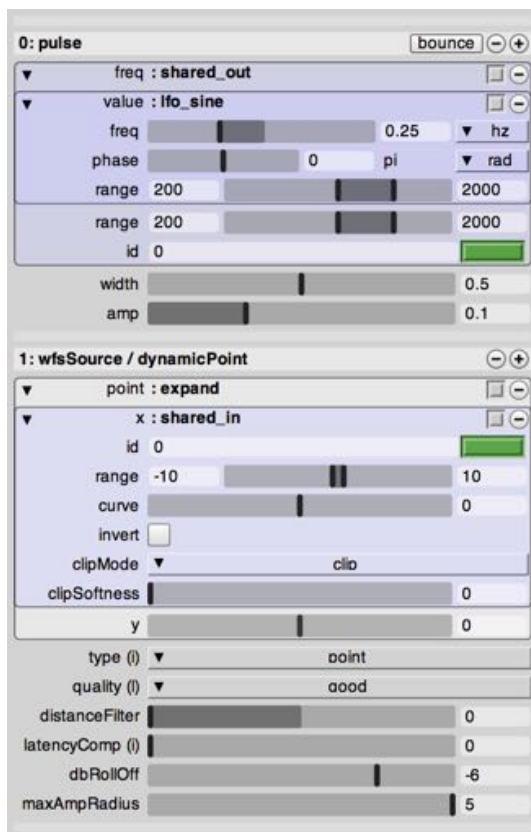 0: pulse bounce
freq : shared_out
value : lfo_sine
freq 0.25 hz
phase 0 pi rad
range 200 2000
range 200 2000
id 0
width 0.5
amp 0.1
1: wfsSource / dynamicPoint
point : expand
x : shared_in
id 0
range -10 10
curve 0
invert
clipMode clip
clipSoftness 0
y 0
type (i) point
quality (l) good
distanceFilter 0
latencyComp (i) 0
dbRollOff -6
maxAmpRadius 5